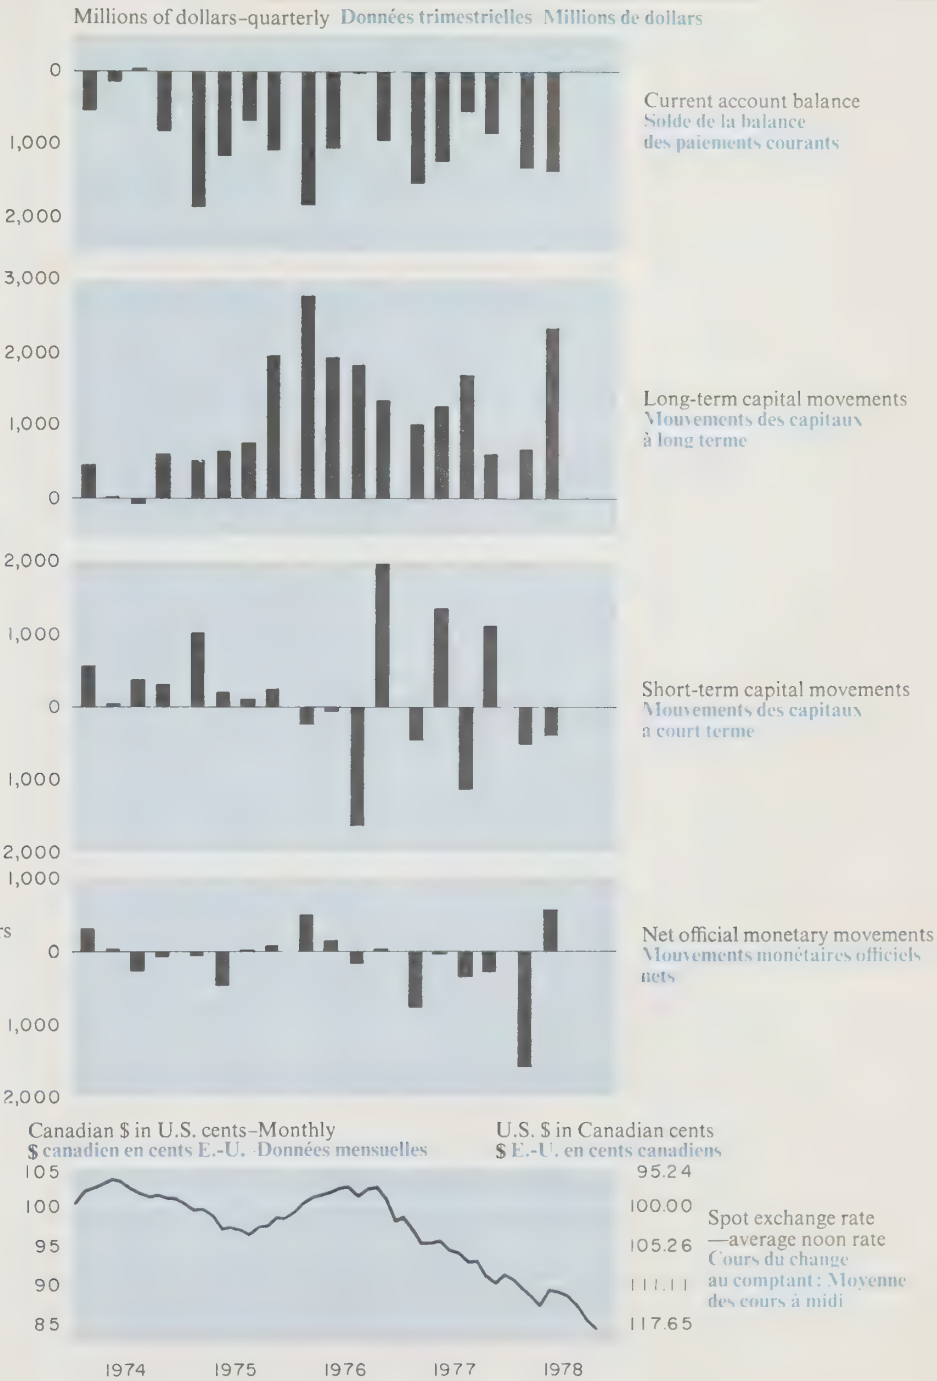 Millions of dollars–quarterly Données trimestrielles Millions de dollars
0
1,000
2,000
Current account balance
Solde de la balance
des paiements courants
3,000
2,000
1,000
0
Long-term capital movements
Mouvements des capitaux
à long terme
2,000
1,000
0
1,000
2,000
Short-term capital movements
Mouvements des capitaux
a court terme
1,000
rs
0
1,000
2,000
Net official monetary movements
Mouvements monétaires officiels
nets
Canadian $ in U.S. cents–Monthly
$ canadien en cents E.-U. Données mensuelles
U.S. $ in Canadian cents
$ E.-U. en cents canadiens
105
100
95
90
85
95.24
100.00
105.26
111.11
117.65
Spot exchange rate
—average noon rate
Cours du change
au comptant : Moyenne
des cours à midi
1974 1975 1976 1977 1978